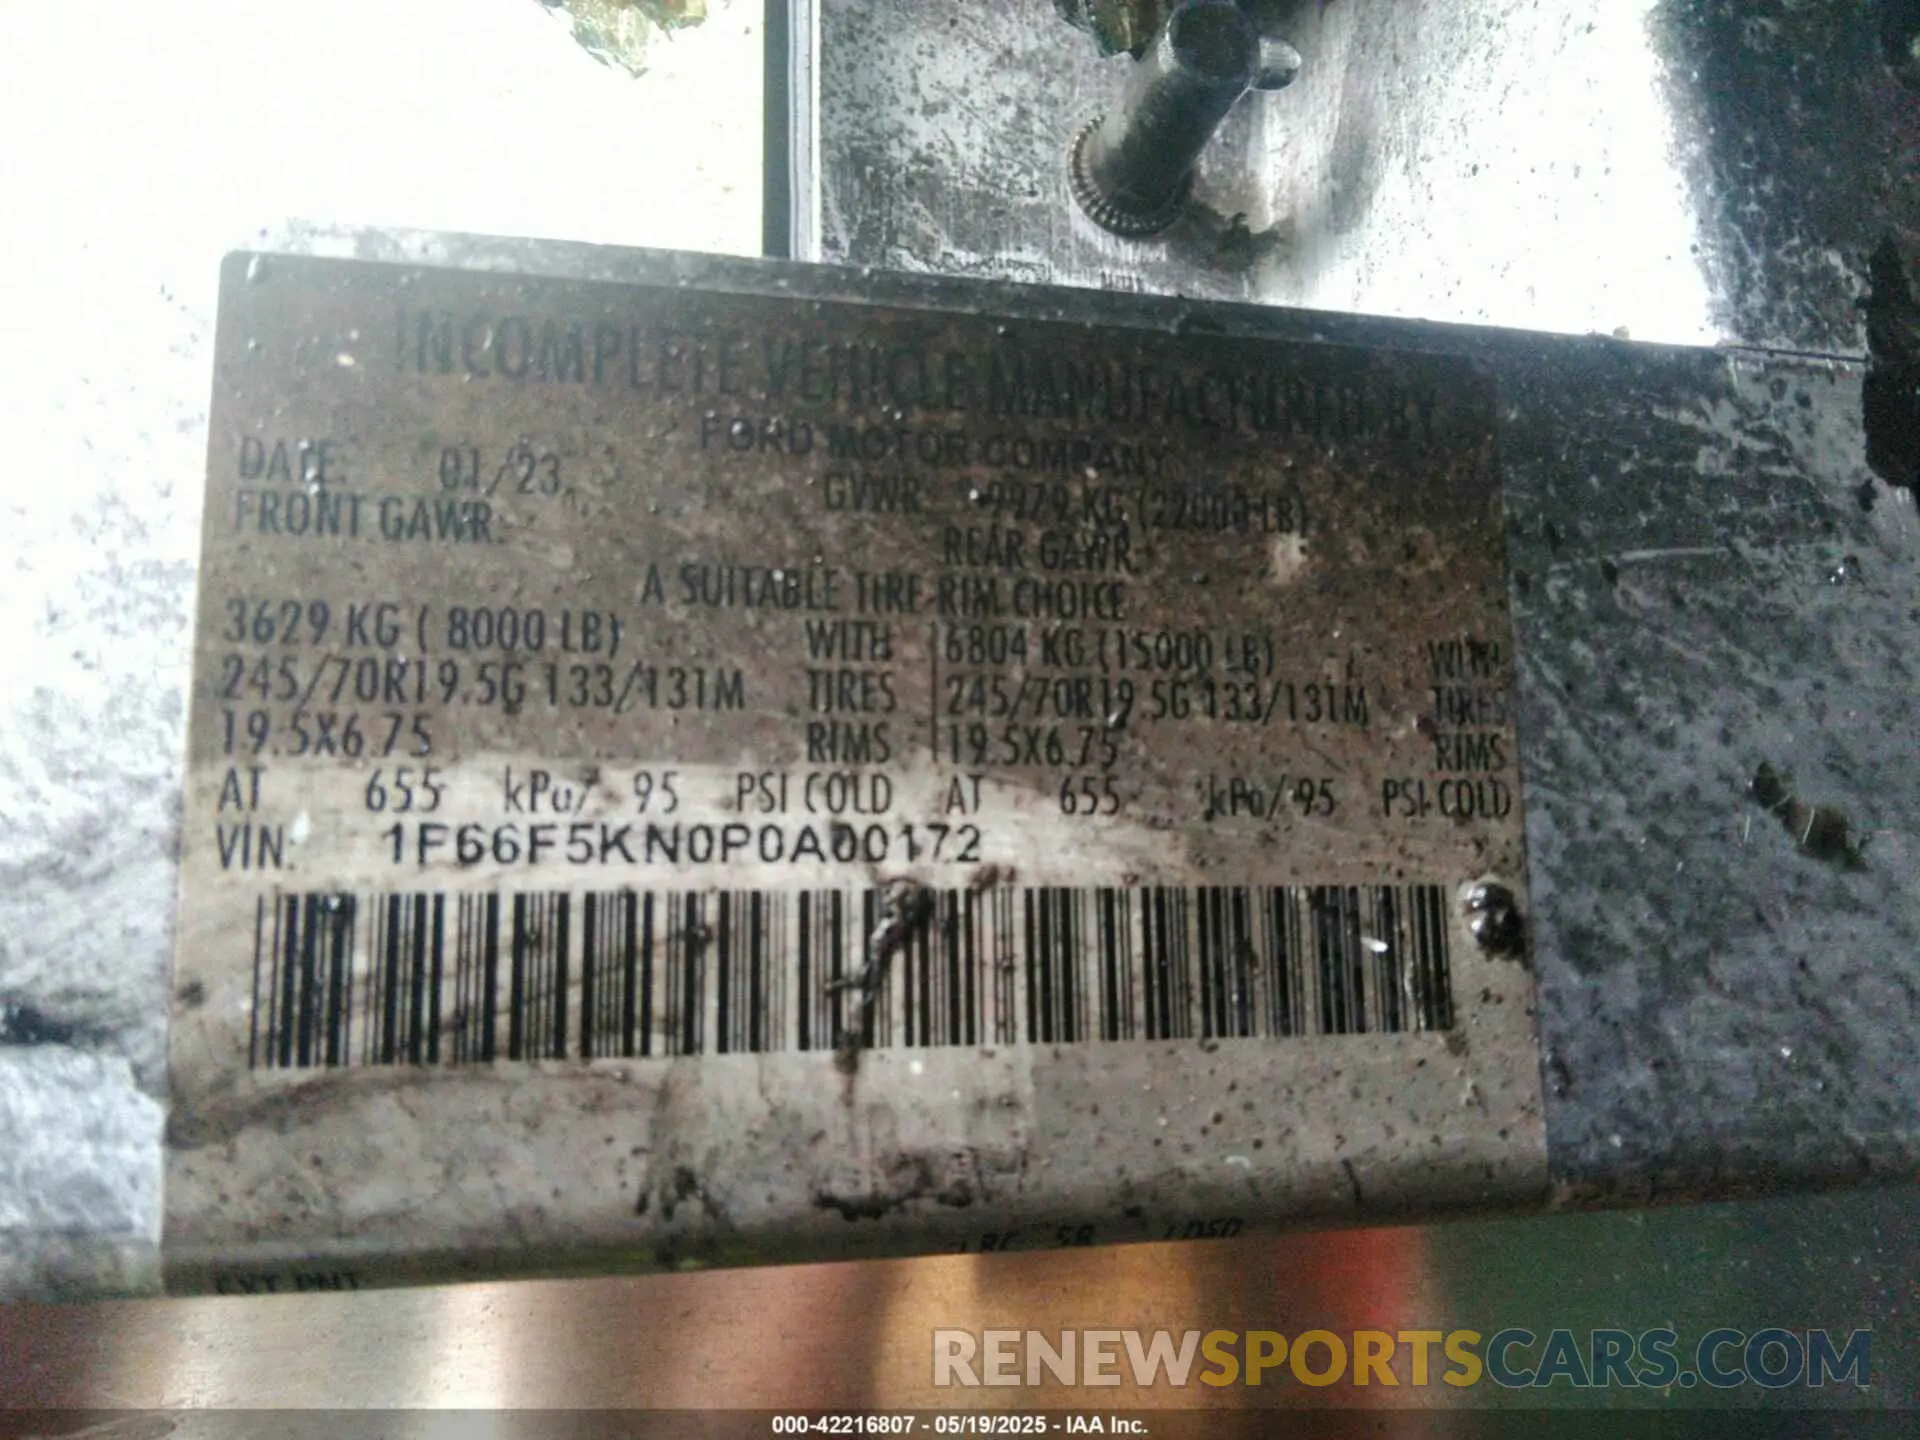 INCOMPLETE VEHICLE MANUFACTURED BY
FORD MOTOR COMPANY
DATE: 01/23 GVWR: 9979 KG (22000 LB)
FRONT GAWR: REAR GAWR:
A SUITABLE TIRE-RIM CHOICE
3629 KG ( 8000 LB) WITH 6804 KG (15000 LB) WITH
245/70R19.5G 133/131M TIRES 245/70R19.5G 133/131M TIRES
19.5X6.75 RIMS 19.5X6.75 RIMS
AT 655 kPa/ 95 PSI COLD AT 655 kPa/ 95 PSI COLD
VIN: 1F66F5KN0P0A00172
EXT PNT
RENEWSPORTSCARS.COM
000-42216807 - 05/19/2025 - IAA Inc.